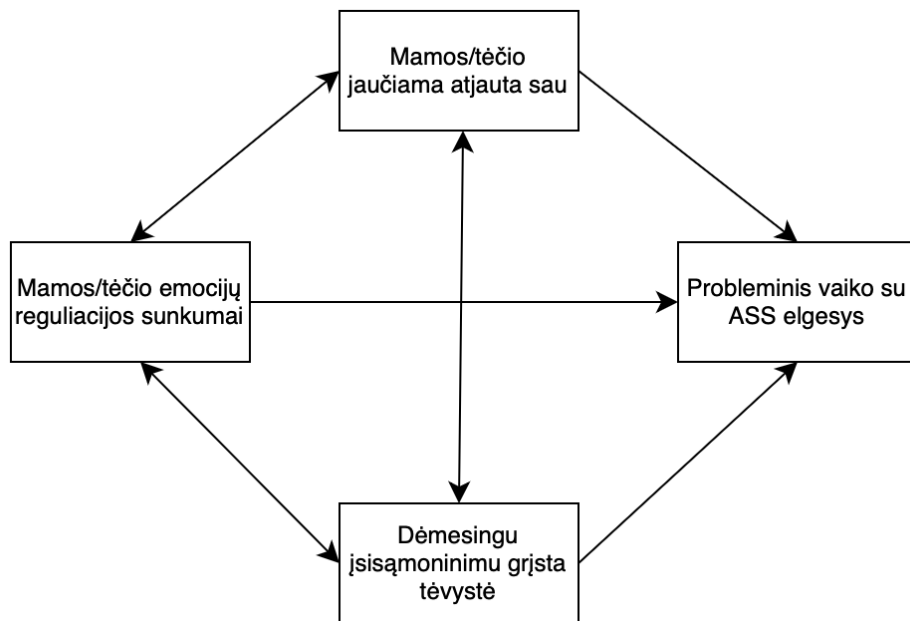 Mamos/tėčio
jaučiama atjauta sau
Mamos/tėčio emocijų
reguliacijos sunkumai
Probleminis vaiko su
ASS elgesys
Dėmesingu
įsisąmoninimu grįsta
tėvystė